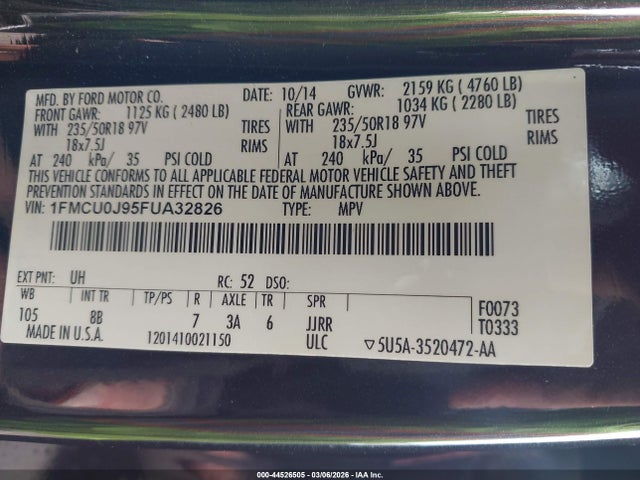 MFD. BY FORD MOTOR CO. DATE: 10/14 GVWR: 2159 KG ( 4760 LB)
FRONT GAWR: 1125 KG ( 2480 LB) REAR GAWR: 1034 KG ( 2280 LB)
WITH 235/50R18 97V TIRES WITH 235/50R18 97V TIRES
18x7.5J RIMS 18x7.5J RIMS
AT 240 kPa/ 35 PSI COLD AT 240 kPa/ 35 PSI COLD
THIS VEHICLE CONFORMS TO ALL APPLICABLE FEDERAL MOTOR VEHICLE SAFETY AND THEFT
PREVENTION STANDARDS IN EFFECT ON THE DATE OF MANUFACTURE SHOWN ABOVE.
VIN: 1FMCU0J95FUA32826 TYPE: MPV
EXT PNT: UH RC: 52 DSO:
WB INT TR TP/PS R AXLE TR SPR F0073
105 8B 7 3A 6 JJRR T0333
MADE IN U.S.A. 1201410021150 ULC ▽5U5A-3520472-AA
000-44526505 - 03/06/2026 - IAA Inc.